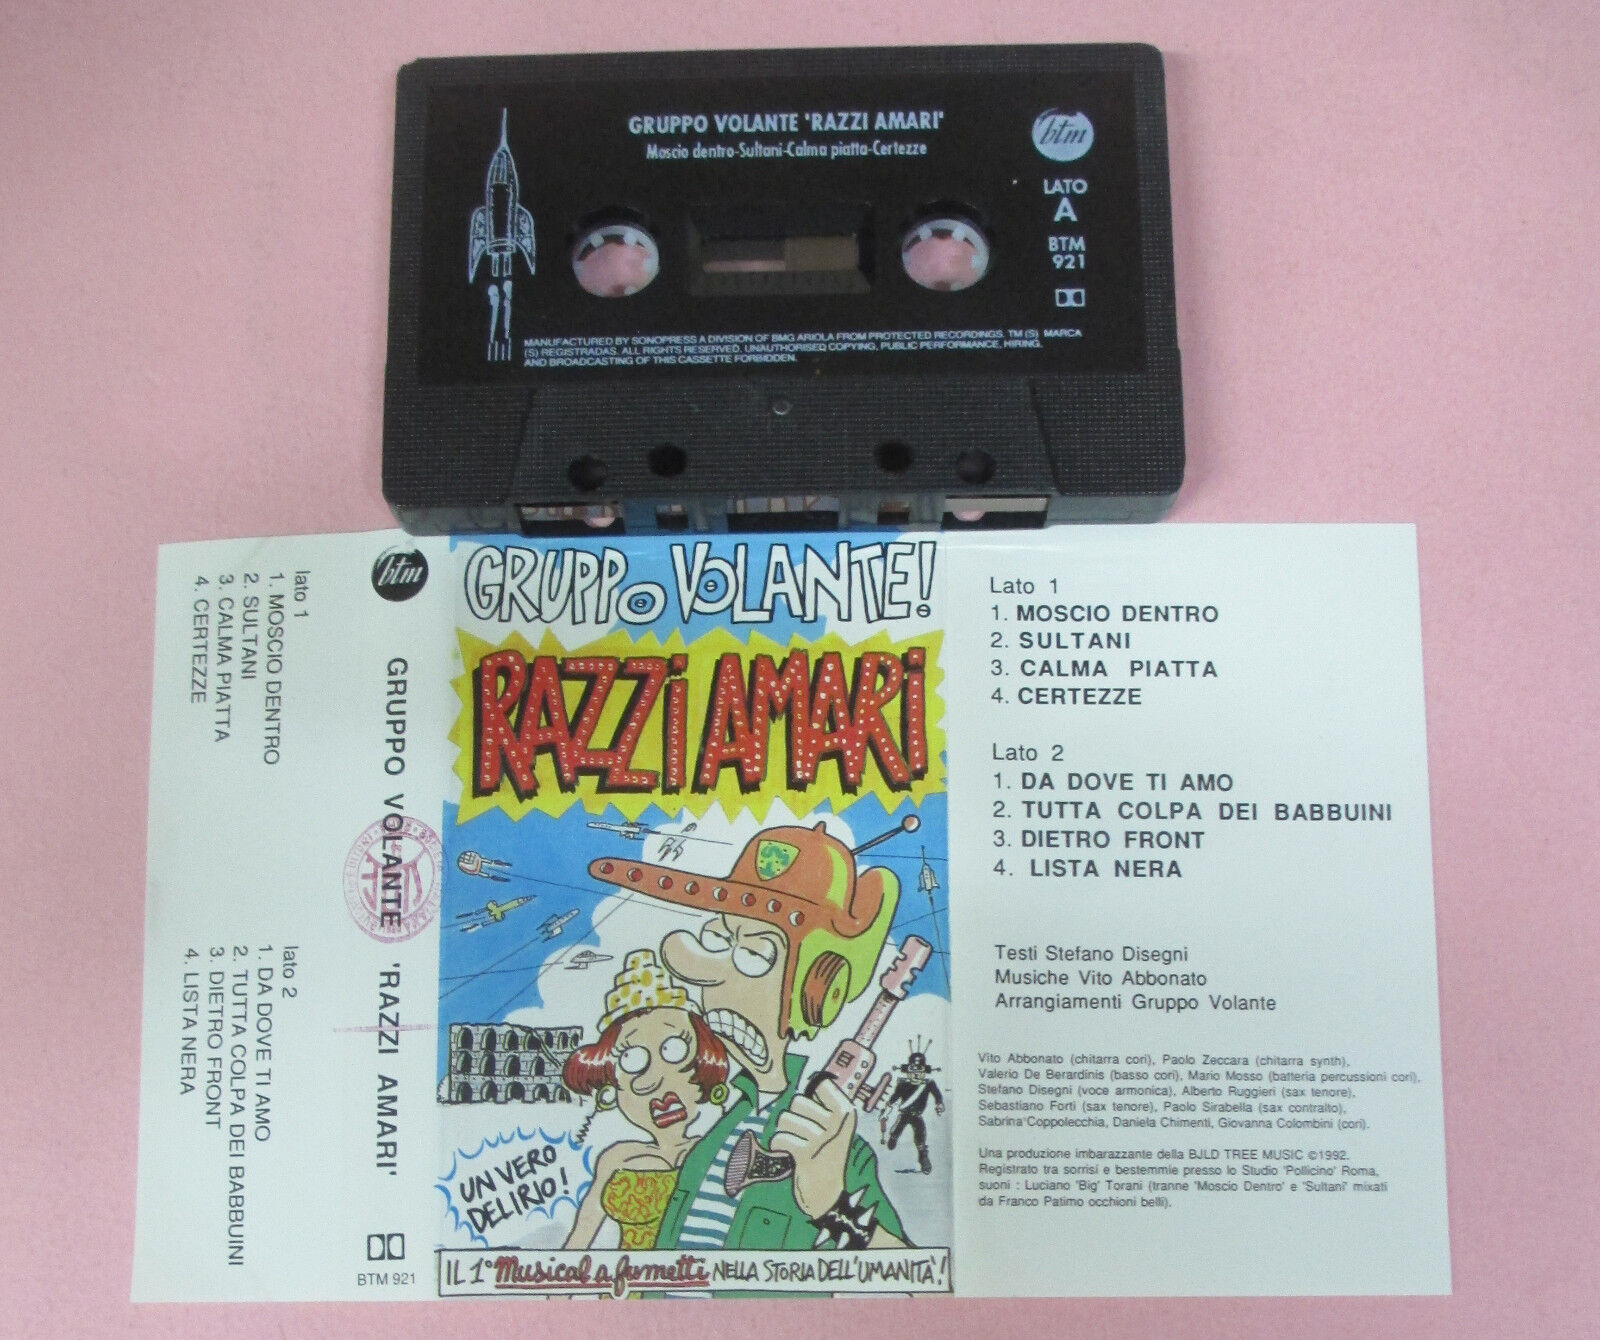 GRUPPO VOLANTE 'RAZZI AMARI'
Moscio dentro-Sultani-Calma piatta-Certezze
btm
LATO
A
BTM
921
MANUFACTURED BY SONOPRESS A DIVISION OF BMG ARIOLA FROM PROTECTED RECORDINGS. TM (S) MARCA
(S) REGISTRADAS. ALL RIGHTS RESERVED. UNAUTHORISED COPYING, PUBLIC PERFORMANCE, HIRING,
AND BROADCASTING OF THIS CASSETTE FORBIDDEN.
lato 1
1. MOSCIO DENTRO
2. SULTANI
3. CALMA PIATTA
4. CERTEZZE
lato 2
1. DA DOVE TI AMO
2. TUTTA COLPA DEI BABBUINI
3. DIETRO FRONT
4. LISTA NERA
btm
GRUPPO VOLANTE 'RAZZI AMARI'
BTM 921
GRUPPO VOLANTE!
RAZZI AMARI
UN VERO
DELIRIO!
IL 1° Musical a fumetti NELLA STORIA DELL'UMANITA'!
Lato 1
1. MOSCIO DENTRO
2. SULTANI
3. CALMA PIATTA
4. CERTEZZE
Lato 2
1. DA DOVE TI AMO
2. TUTTA COLPA DEI BABBUINI
3. DIETRO FRONT
4. LISTA NERA
Testi Stefano Disegni
Musiche Vito Abbonato
Arrangiamenti Gruppo Volante
Vito Abbonato (chitarra cori), Paolo Zeccara (chitarra synth),
Valerio De Berardinis (basso cori), Mario Mosso (batteria percussioni cori),
Stefano Disegni (voce armonica), Alberto Ruggieri (sax tenore),
Sebastiano Forti (sax tenore), Paolo Sirabella (sax contralto),
Sabrina Coppolecchia, Daniela Chimenti, Giovanna Colombini (cori).
Una produzione imbarazzante della BJLD TREE MUSIC ©1992.
Registrato tra sorrisi e bestemmie presso lo Studio 'Pollicino' Roma,
suoni : Luciano 'Big' Torani (tranne 'Moscio Dentro' e 'Sultani' mixati
da Franco Patimo occhioni belli).